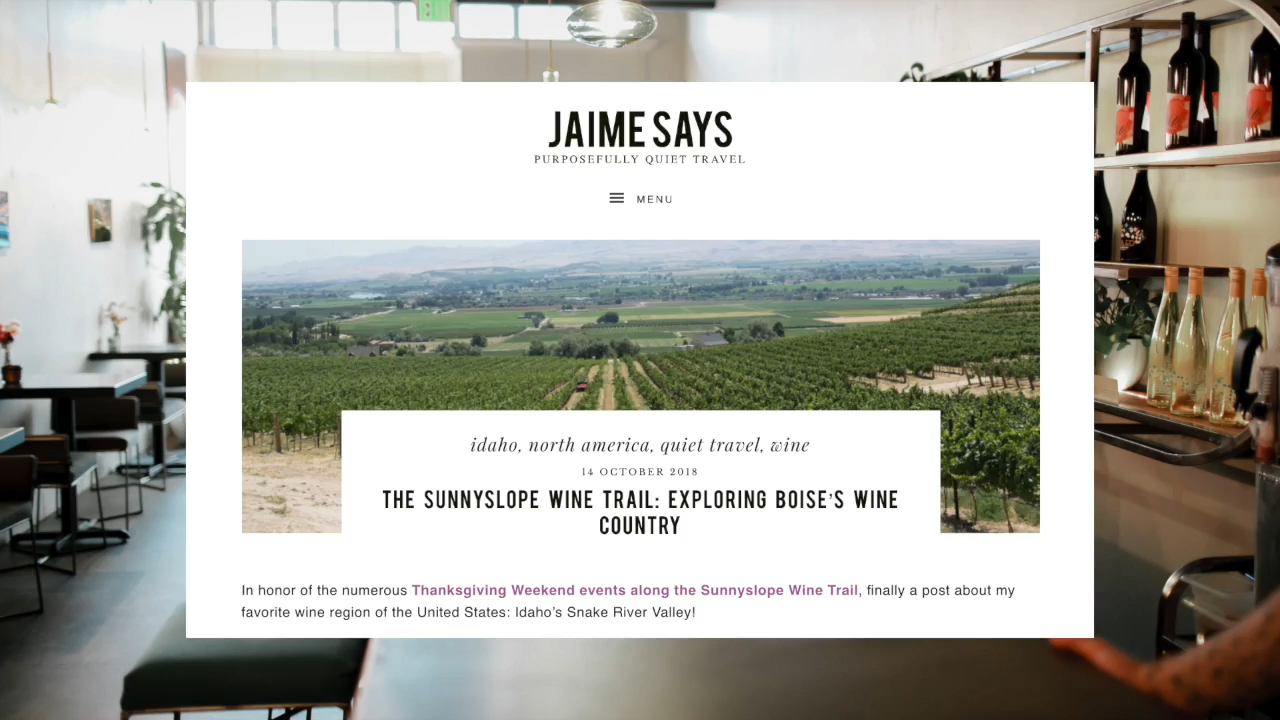 JAIME SAYS
PURPOSEFULLY QUIET TRAVEL
MENU
idaho, north america, quiet travel, wine
14 OCTOBER 2018
THE SUNNYSLOPE WINE TRAIL: EXPLORING BOISE'S WINE
COUNTRY
In honor of the numerous Thanksgiving Weekend events along the Sunnyslope Wine Trail, finally a post about my
favorite wine region of the United States: Idaho's Snake River Valley!